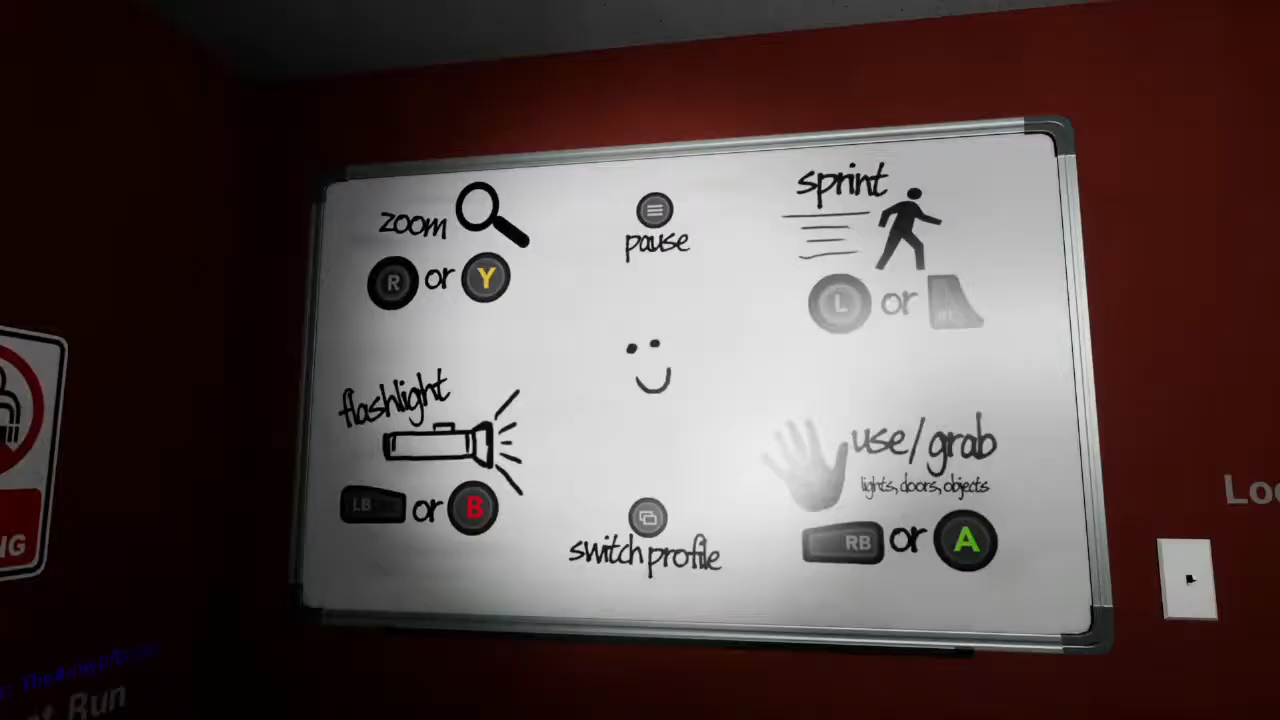 zoom
R or Y
pause
sprint
L or
flashlight
LB or B
switch profile
use/grab
lights, doors, objects
RB or A
NG
Loc
Run